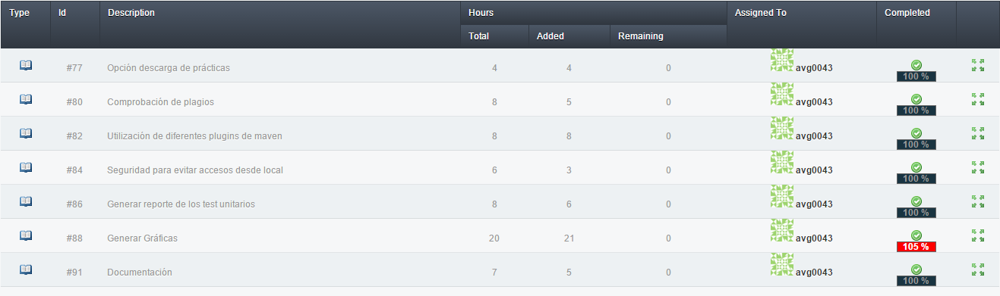 Type Id Description Hours Assigned To Completed
Total Added Remaining
#77 Opción descarga de prácticas 4 4 0 avg0043 100 %
#80 Comprobación de plagios 8 5 0 avg0043 100 %
#82 Utilización de diferentes plugins de maven 8 8 0 avg0043 100 %
#84 Seguridad para evitar accesos desde local 6 3 0 avg0043 100 %
#86 Generar reporte de los test unitarios 8 6 0 avg0043 100 %
#88 Generar Gráficas 20 21 0 avg0043 105 %
#91 Documentación 7 5 0 avg0043 100 %